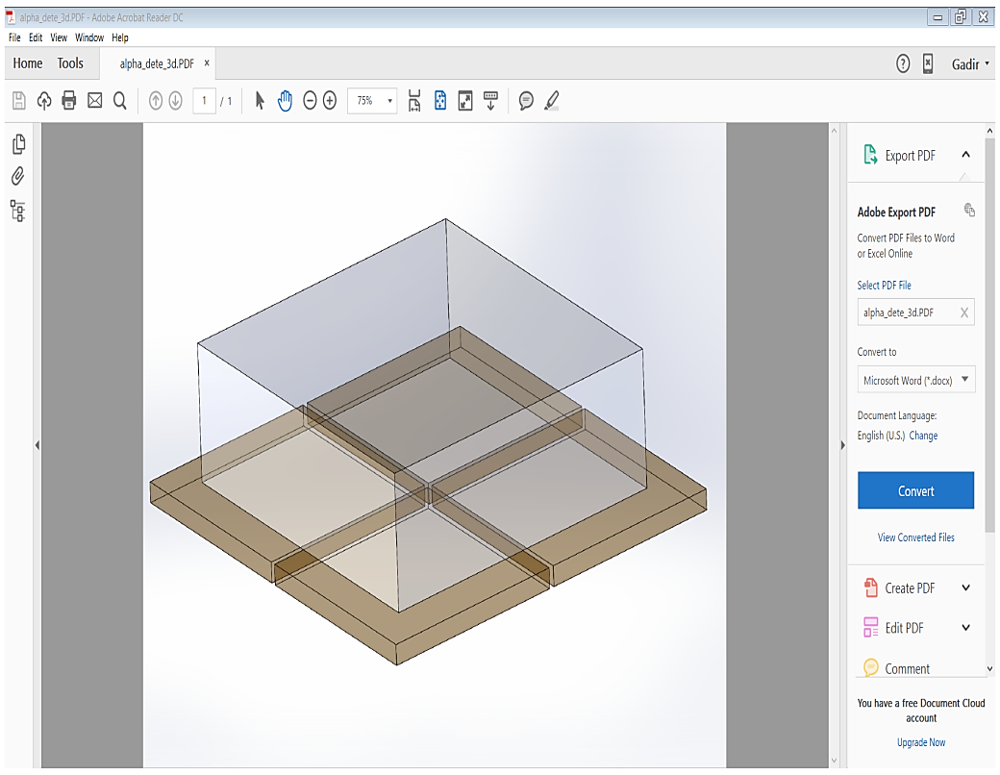 alpha_dete_3d.PDF - Adobe Acrobat Reader DC
File Edit View Window Help
Home Tools alpha_dete_3d.PDF × Gadir
1 / 1 75%
Export PDF
Adobe Export PDF
Convert PDF Files to Word
or Excel Online
Select PDF File
alpha_dete_3d.PDF X
Convert to
Microsoft Word (*.docx)
Document Language:
English (U.S.) Change
Convert
View Converted Files
Create PDF
Edit PDF
Comment
You have a free Document Cloud
account
Upgrade Now